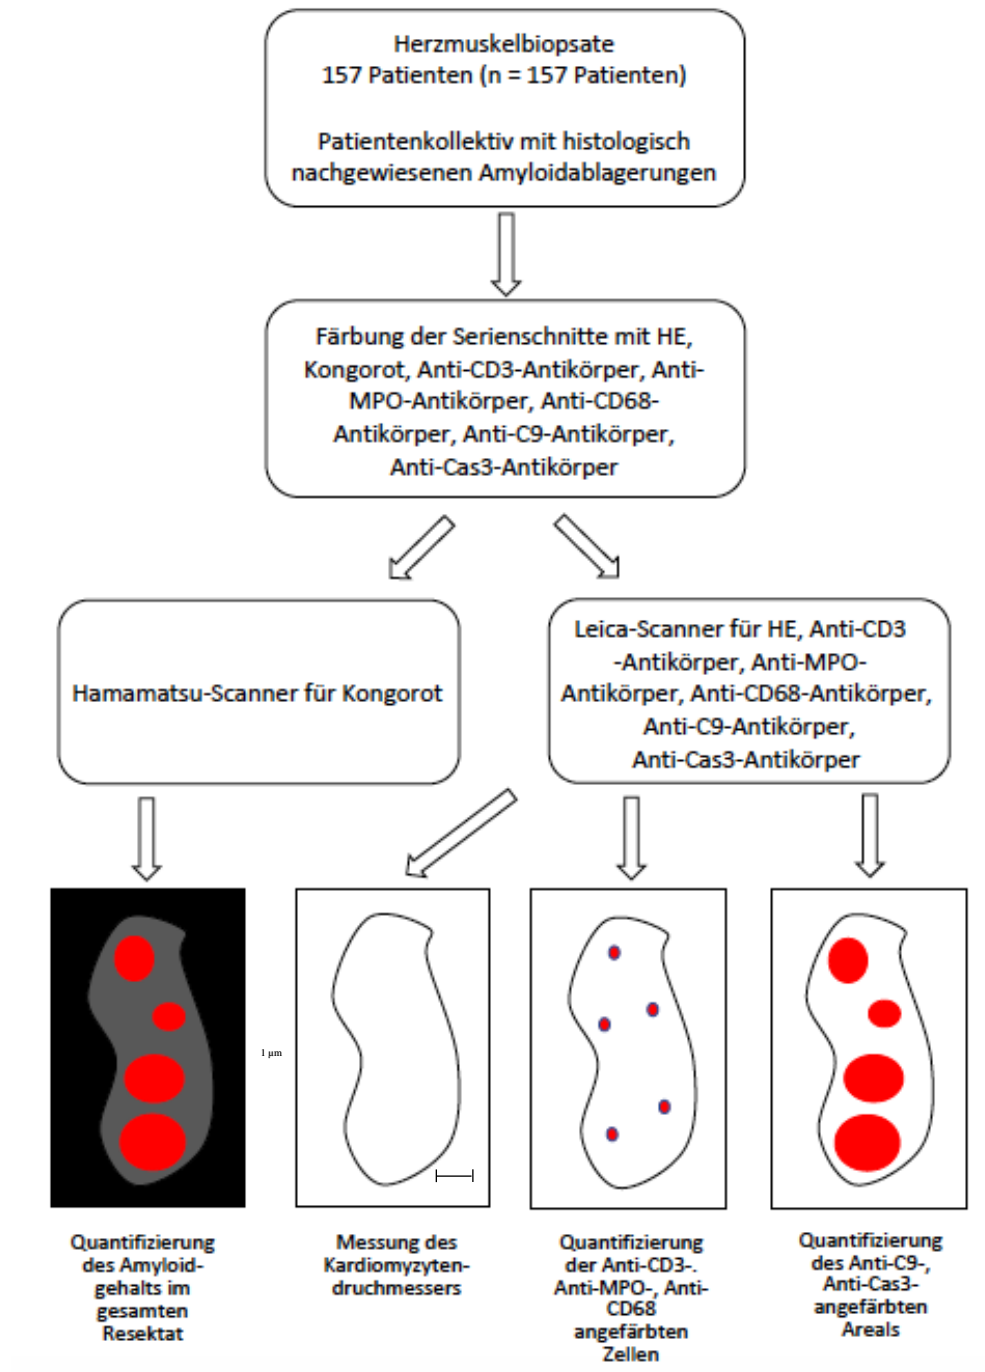 Herzmuskelbiopsate
157 Patienten (n = 157 Patienten)
Patientenkollektiv mit histologisch
nachgewiesenen Amyloidablagerungen
Färbung der Serienschnitte mit HE,
Kongorot, Anti-CD3-Antikörper, Anti-
MPO-Antikörper, Anti-CD68-
Antikörper, Anti-C9-Antikörper,
Anti-Cas3-Antikörper
Hamamatsu-Scanner für Kongorot
Leica-Scanner für HE, Anti-CD3
-Antikörper, Anti-MPO-
Antikörper, Anti-CD68-Antikörper,
Anti-C9-Antikörper,
Anti-Cas3-Antikörper
1 µm
Quantifizierung
des Amyloid-
gehalts im
gesamten
Resektat
Messung des
Kardiomyzyten-
druchmessers
Quantifizierung
der Anti-CD3-.
Anti-MPO-, Anti-
CD68
angefärbten
Zellen
Quantifizierung
des Anti-C9-,
Anti-Cas3-
angefärbten
Areals